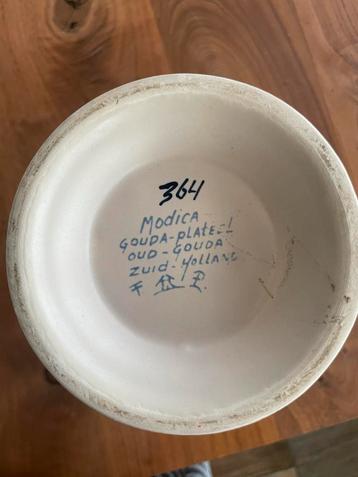 364
Modica
GOUDA-PLATEEL
OUD-GOUDA
ZUID-HOLLAND